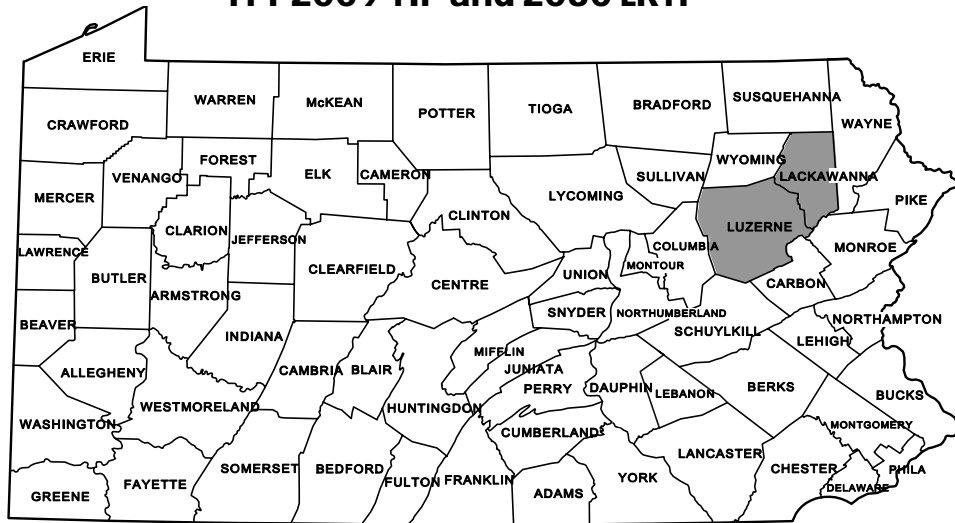 ERIE
WARREN
McKEAN
POTTER
TIOGA
BRADFORD
SUSQUEHANNA
WAYNE
CRAWFORD
FOREST
VENANGO
ELK
CAMERON
WYOMING
SULLIVAN
LACKAWANNA
MERCER
LYCOMING
PIKE
CLINTON
CLARION
JEFFERSON
LUZERNE
COLUMBIA
MONROE
LAWRENCE
BUTLER
CLEARFIELD
MONTOUR
UNION
CENTRE
CARBON
ARMSTRONG
BEAVER
SNYDER
NORTHUMBERLAND
NORTHAMPTON
INDIANA
SCHUYLKILL
LEHIGH
MIFFLIN
ALLEGHENY
CAMBRIA
BLAIR
JUNIATA
PERRY
DAUPHIN
LEBANON
BERKS
BUCKS
WESTMORELAND
HUNTINGDON
WASHINGTON
CUMBERLAND
MONTGOMERY
LANCASTER
SOMERSET
BEDFORD
FULTON
FRANKLIN
YORK
CHESTER
PHILA
DELAWARE
GREENE
FAYETTE
ADAMS